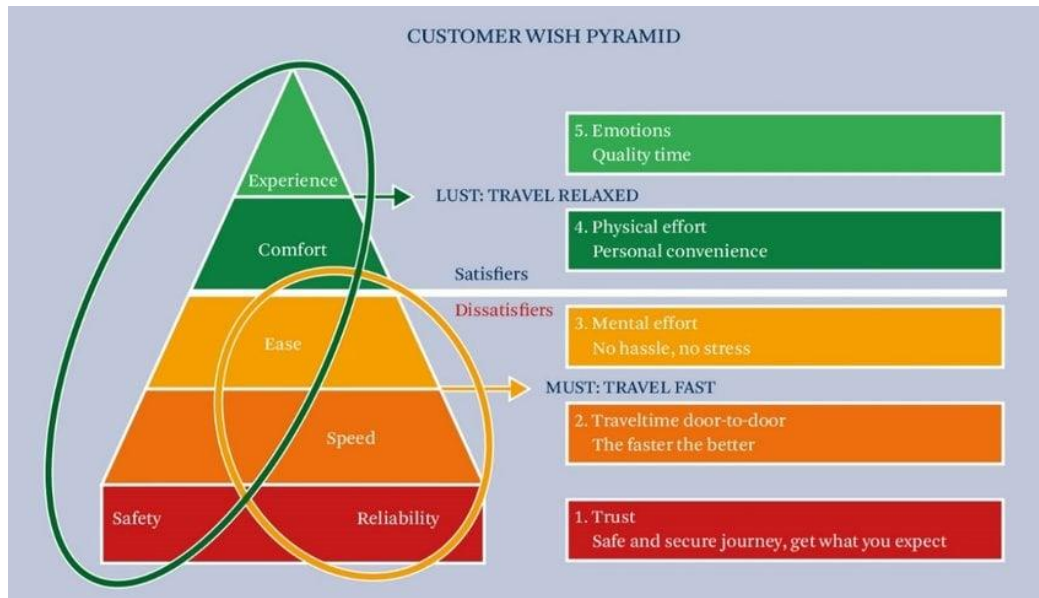 CUSTOMER WISH PYRAMID
Experience
Comfort
Ease
Speed
Safety
Reliability
LUST: TRAVEL RELAXED
Satisfiers
Dissatisfiers
MUST: TRAVEL FAST
5. Emotions
Quality time
4. Physical effort
Personal convenience
3. Mental effort
No hassle, no stress
2. Traveltime door-to-door
The faster the better
1. Trust
Safe and secure journey, get what you expect